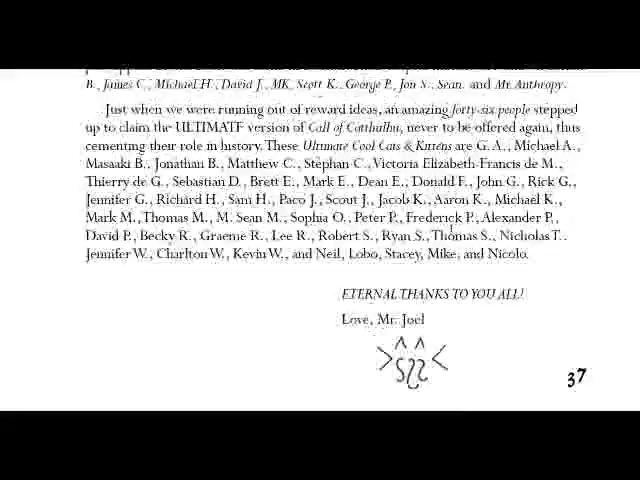 B., James C., Michael H., David J., MK, Scott K., George P., Jon S., Sean, and Mr. Anthropy.
Just when we were running out of reward ideas, an amazing forty-six people stepped
up to claim the ULTIMATE version of Call of Catthulhu, never to be offered again, thus
cementing their role in history. These Ultimate Cool Cats & Kittens are G. A., Michael A.,
Masaaki B., Jonathan B., Matthew C., Stephan C., Victoria Elizabeth-Francis de M.,
Thierry de G., Sebastian D., Brett E., Mark E., Dean E., Donald F., John G., Rick G.,
Jennifer G., Richard H., Sam H., Paco J., Scout J., Jacob K., Aaron K., Michael K.,
Mark M., Thomas M., M. Sean M., Sophia O., Peter P., Frederick P., Alexander P.,
David P., Becky R., Graeme R., Lee R., Robert S., Ryan S., Thomas S., Nicholas T.
Jennifer W., Charlton W., Kevin W., and Neil, Lobo, Stacey, Mike, and Nicolo.
ETERNAL THANKS TO YOU ALL!
Love, Mr. Joel
37